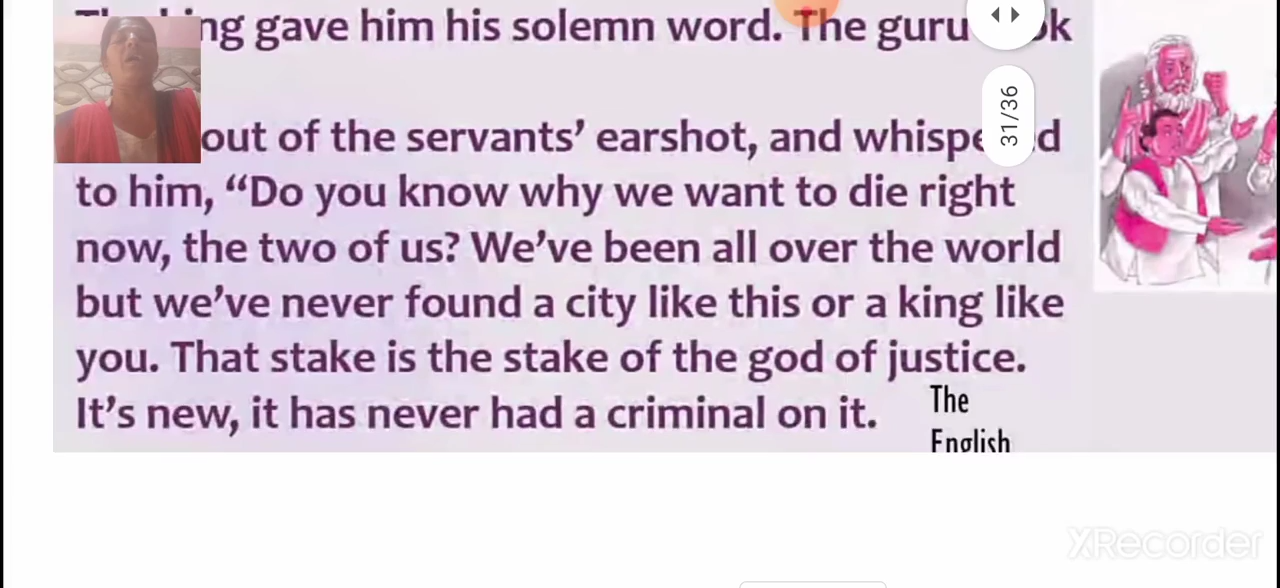 ng gave him his solemn word. The guru ok
31/36
out of the servants' earshot, and whispe d
to him, “Do you know why we want to die right
now, the two of us? We've been all over the world
but we've never found a city like this or a king like
you. That stake is the stake of the god of justice.
It's new, it has never had a criminal on it.
The
English
XRecorder